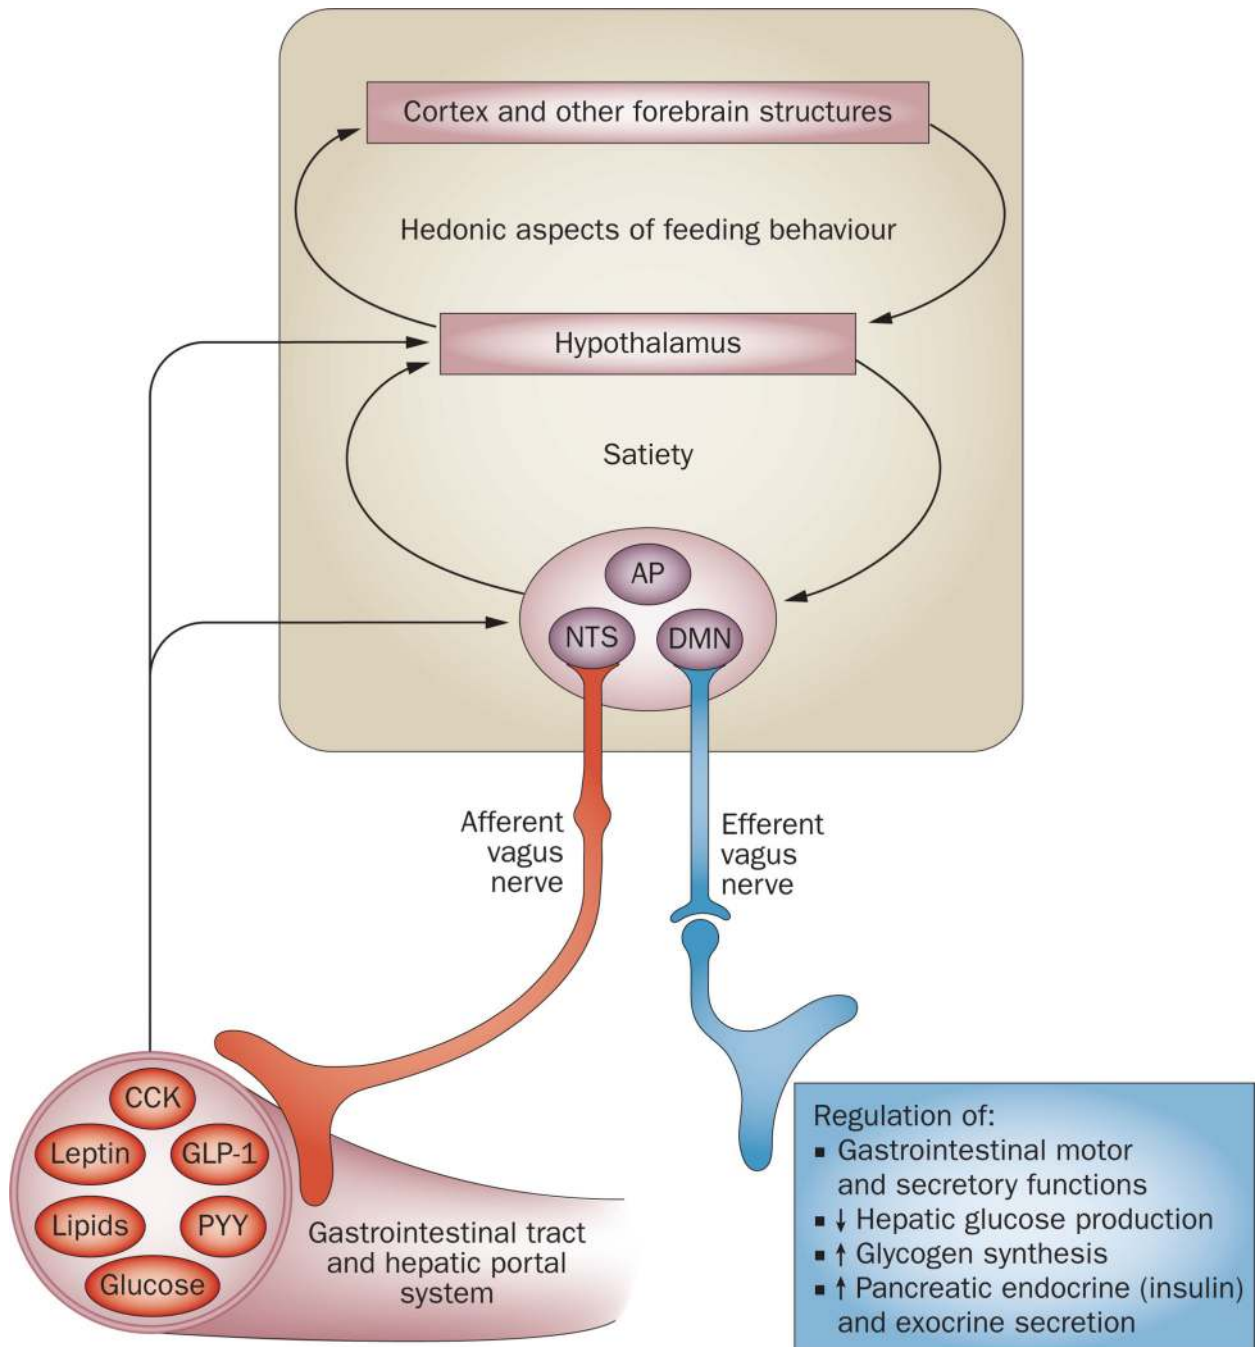 Cortex and other forebrain structures
Hedonic aspects of feeding behaviour
Hypothalamus
Satiety
AP
NTS
DMN
Afferent
vagus
nerve
Efferent
vagus
nerve
CCK
Leptin
GLP-1
Lipids
PYY
Glucose
Gastrointestinal tract
and hepatic portal
system
Regulation of:
▪ Gastrointestinal motor
and secretory functions
▪ ↓ Hepatic glucose production
▪ ↑ Glycogen synthesis
▪ ↑ Pancreatic endocrine (insulin)
and exocrine secretion